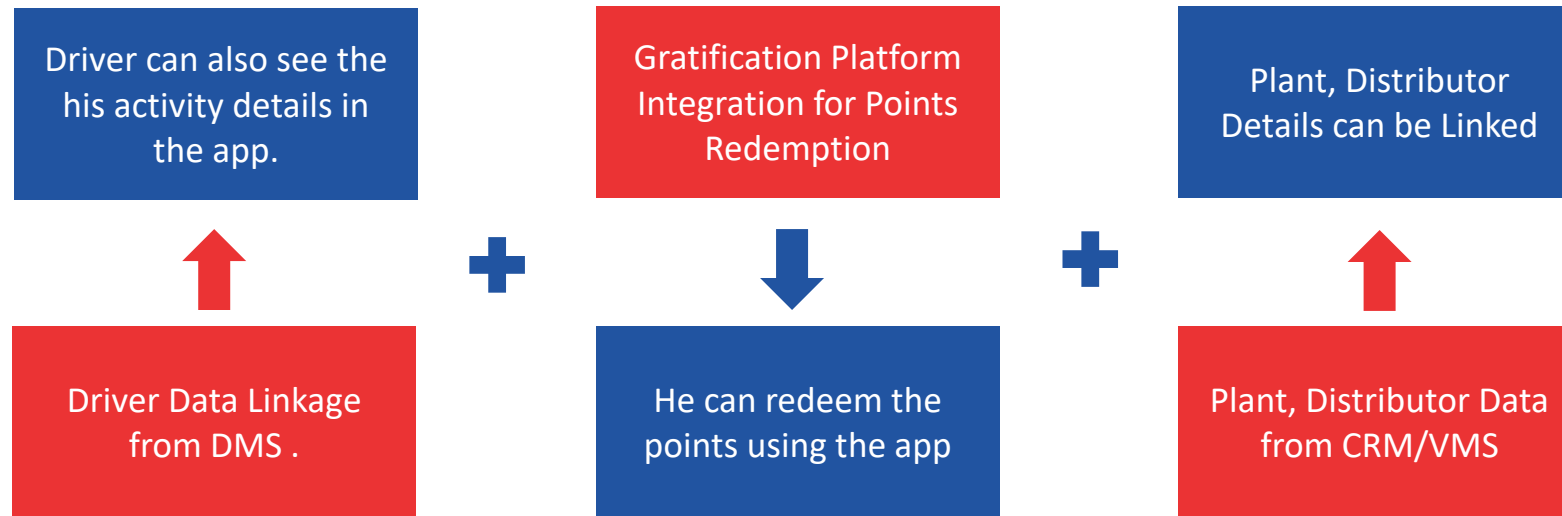 Driver can also see the
his activity details in
the app.
Gratification Platform
Integration for Points
Redemption
Plant, Distributor
Details can be Linked
Driver Data Linkage
from DMS .
He can redeem the
points using the app
Plant, Distributor Data
from CRM/VMS